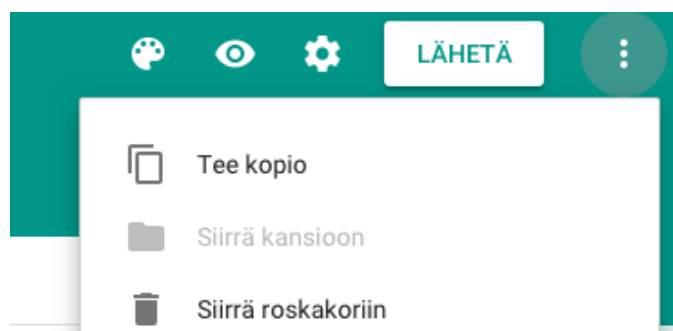 LÄHETÄ
Tee kopio
Siirrä kansioon
Siirrä roskakoriin